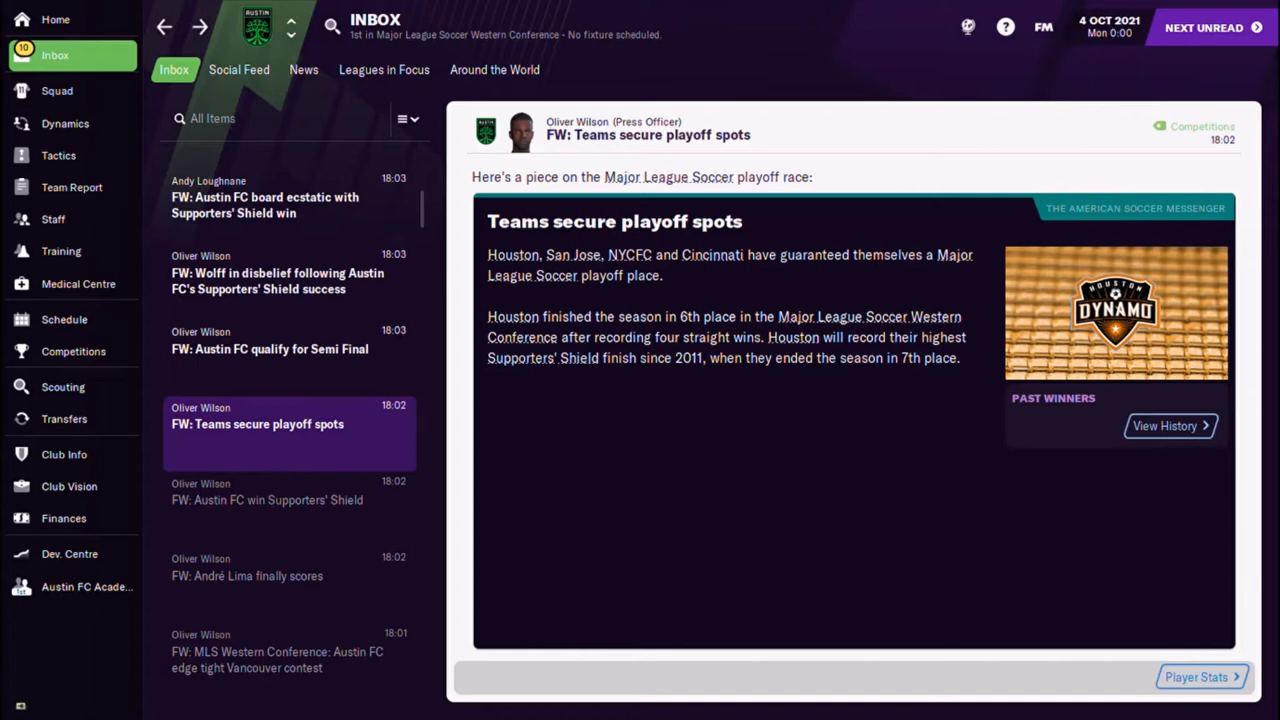 Home
10
Inbox
Squad
Dynamics
Tactics
Team Report
Staff
Training
Medical Centre
Schedule
Competitions
Scouting
Transfers
Club Info
Club Vision
Finances
Dev. Centre
1st
Austin FC Acade...
AUSTIN
INBOX
1st in Major League Soccer Western Conference - No fixture scheduled.
?
FM
4 OCT 2021
Mon 0:00
NEXT UNREAD
Inbox
Social Feed
News
Leagues in Focus
Around the World
All Items
Andy Loughnane
18:03
FW: Austin FC board ecstatic with
Supporters' Shield win
Oliver Wilson
18:03
FW: Wolff in disbelief following Austin
FC's Supporters' Shield success
Oliver Wilson
18:03
FW: Austin FC qualify for Semi Final
Oliver Wilson
18:02
FW: Teams secure playoff spots
Oliver Wilson
18:02
FW: Austin FC win Supporters' Shield
Oliver Wilson
18:02
FW: André Lima finally scores
Oliver Wilson
18:01
FW: MLS Western Conference: Austin FC
edge tight Vancouver contest
Oliver Wilson (Press Officer)
FW: Teams secure playoff spots
Competitions
18:02
Here's a piece on the Major League Soccer playoff race:
THE AMERICAN SOCCER MESSENGER
Teams secure playoff spots
Houston, San Jose, NYCFC and Cincinnati have guaranteed themselves a Major
League Soccer playoff place.
Houston finished the season in 6th place in the Major League Soccer Western
Conference after recording four straight wins. Houston will record their highest
Supporters' Shield finish since 2011, when they ended the season in 7th place.
HOUSTON
DYNAMO
PAST WINNERS
View History
Player Stats